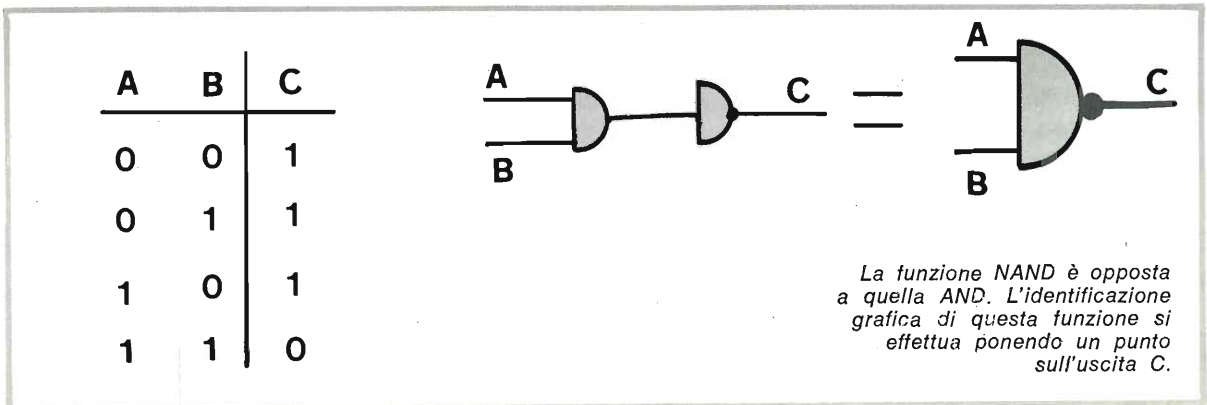 A B C
0 0 1
0 1 1
1 0 1
1 1 0
A
B
C
=
A
B
C
La funzione NAND è opposta
a quella AND. L'identificazione
grafica di questa funzione si
effettua ponendo un punto
sull'uscita C.